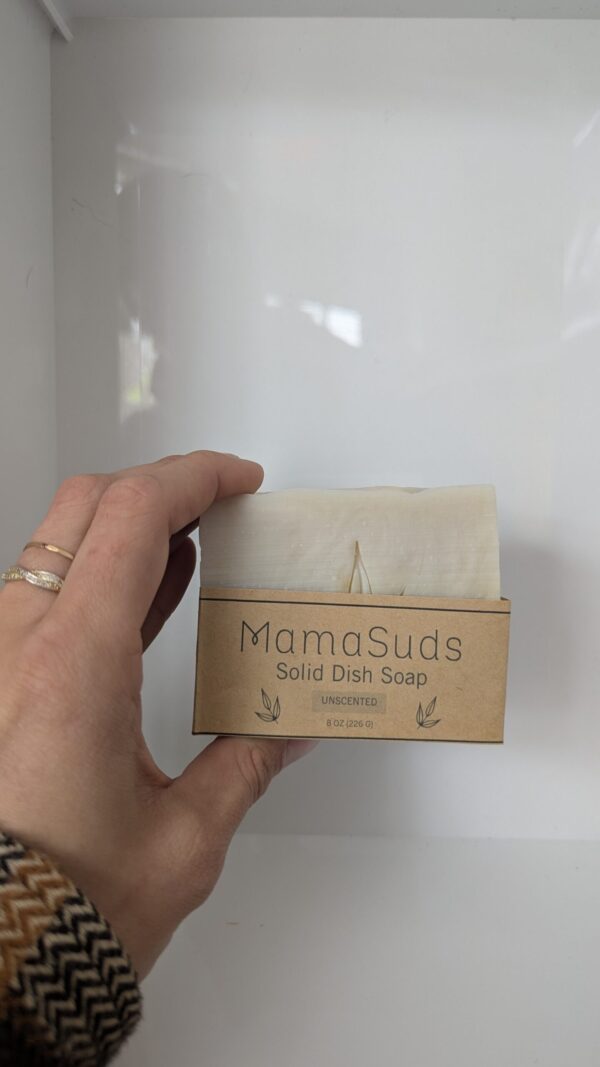 MamaSuds
Solid Dish Soap
UNSCENTED
8 OZ (226 G)